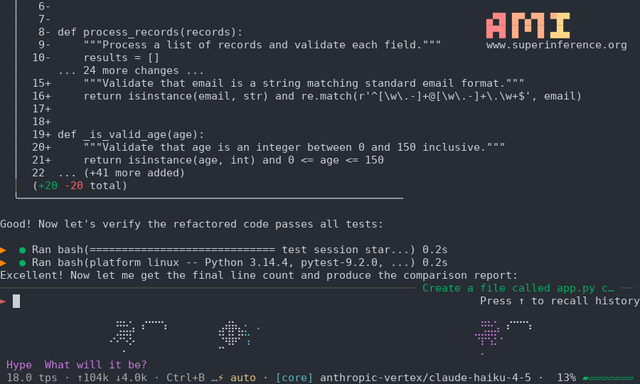 6-
7-
8- def process_records(records):
AMI
9-     """Process a list of records and validate each field."""
www.superinference.org
10-     results = []
... 24 more changes ...
15+     """Validate that email is a string matching standard email format."""
16+     return isinstance(email, str) and re.match(r'^[\w\.-]+@[\w\.-]+\.\w+$', email)
17+
18+
19+ def _is_valid_age(age):
20+     """Validate that age is an integer between 0 and 150 inclusive."""
21+     return isinstance(age, int) and 0 <= age <= 150
22  ... (+41 more added)
(+20 -20 total)
Good! Now let's verify the refactored code passes all tests:
▶ ● Ran bash(============================= test session star...) 0.2s
▶ ● Ran bash(platform linux -- Python 3.14.4, pytest-9.2.0, ...) 0.2s
Excellent! Now let me get the final line count and produce the comparison report:
Create a file called app.py c…
Press ↑ to recall history
Hype  What will it be?
18.0 tps · ↑104k ↓4.0k · Ctrl+B …⚡ auto · [core] anthropic-vertex/claude-haiku-4-5 ·  13%